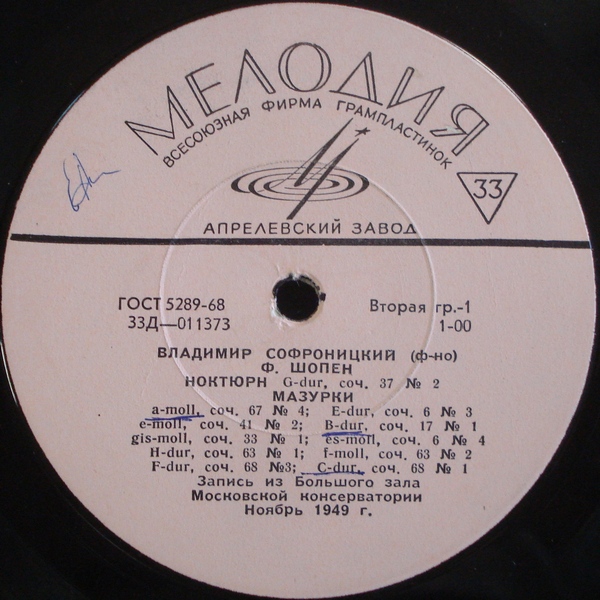 МЕЛОДИЯ
ВСЕСОЮЗНАЯ ФИРМА ГРАМПЛАСТИНОК
33
АПРЕЛЕВСКИЙ ЗАВОД
ГОСТ 5289-68 Вторая гр.-1
33Д—011373 1-00
ВЛАДИМИР СОФРОНИЦКИЙ (ф-но)
Ф. ШОПЕН
НОКТЮРН G-dur, соч. 37 № 2
МАЗУРКИ
a-moll, соч. 67 № 4; E-dur, соч. 6 № 3
e-moll, соч. 41 № 2; B-dur, соч. 17 № 1
gis-moll, соч. 33 № 1; es-moll, соч. 6 № 4
H-dur, соч. 63 № 1; f-moll, соч. 63 № 2
F-dur, соч. 68 №3; C-dur, соч. 68 № 1
Запись из Большого зала
Московской консерватории
Ноябрь 1949 г.